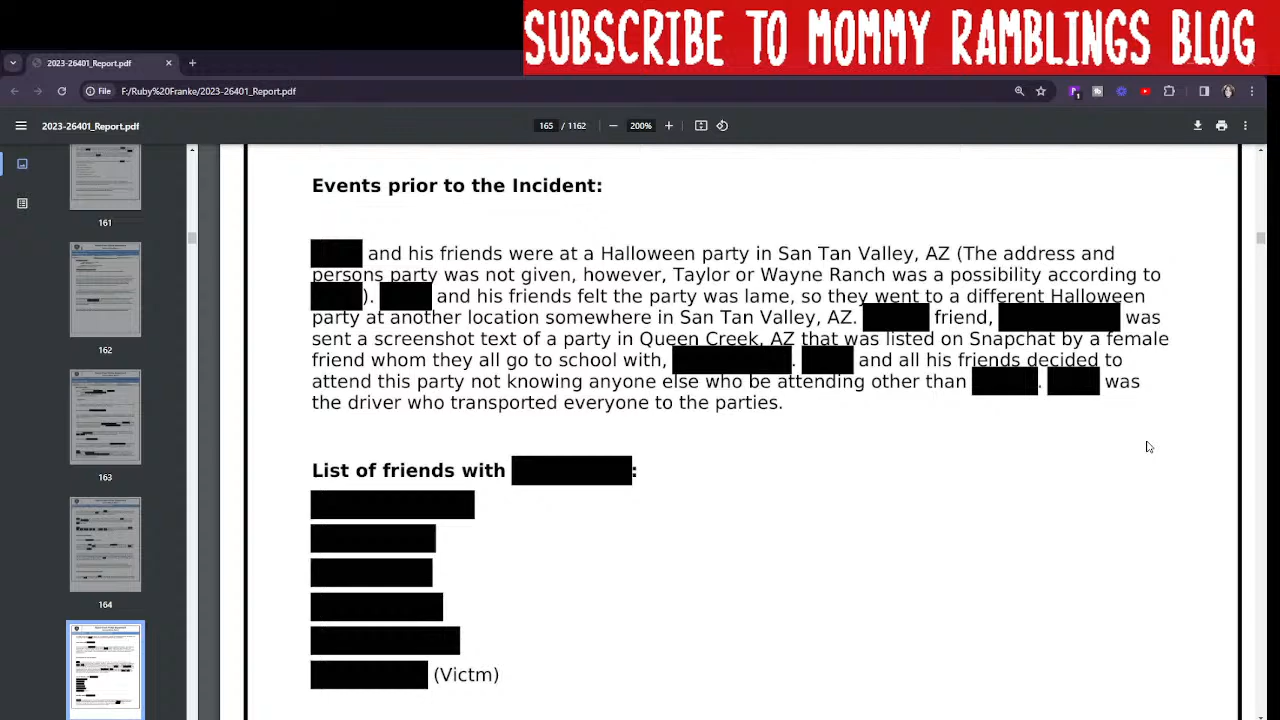 SUBSCRIBE TO MOMMY RAMBLINGS BLOG
2023-26401_Report.pdf
File F:/Ruby%20Franke/2023-26401_Report.pdf
2023-26401_Report.pdf 165 / 1162 200%
Events prior to the Incident:
and his friends were at a Halloween party in San Tan Valley, AZ (The address and
persons party was not given, however, Taylor or Wayne Ranch was a possibility according to
). and his friends felt the party was lame, so they went to a different Halloween
party at another location somewhere in San Tan Valley, AZ. friend, was
sent a screenshot text of a party in Queen Creek, AZ that was listed on Snapchat by a female
friend whom they all go to school with, . and all his friends decided to
attend this party not knowing anyone else who be attending other than . was
the driver who transported everyone to the parties.
List of friends with :
(Victm)
161
162
163
164